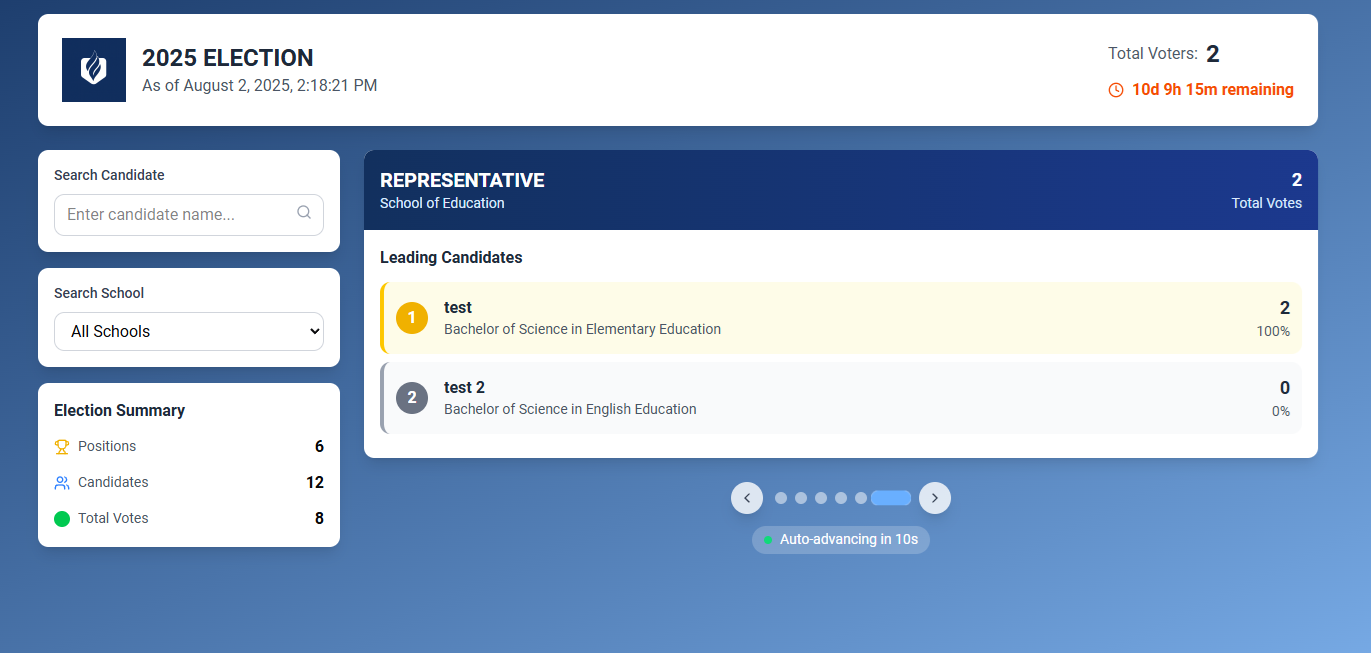 2025 ELECTION
As of August 2, 2025, 2:18:21 PM
Total Voters: 2
10d 9h 15m remaining
Search Candidate
Enter candidate name...
Search School
All Schools
Election Summary
Positions 6
Candidates 12
Total Votes 8
REPRESENTATIVE 2
School of Education Total Votes
Leading Candidates
1 test 2
Bachelor of Science in Elementary Education 100%
2 test 2 0
Bachelor of Science in English Education 0%
Auto-advancing in 10s